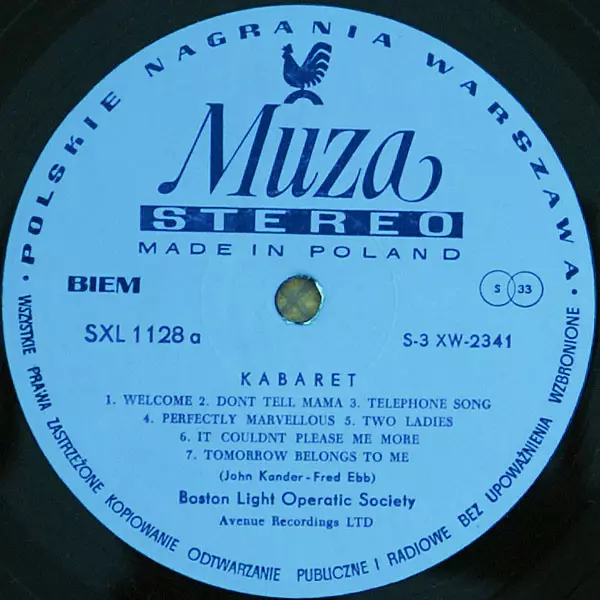 POLSKIE NAGRANIA WARSZAWA
Muza
STEREO
MADE IN POLAND
BIEM
S 33
SXL 1128 a
S-3 XW-2341
KABARET
1. WELCOME 2. DONT TELL MAMA 3. TELEPHONE SONG
4. PERFECTLY MARVELLOUS 5. TWO LADIES
6. IT COULDNT PLEASE ME MORE
7. TOMORROW BELONGS TO ME
(John Kander - Fred Ebb)
Boston Light Operatic Society
Avenue Recordings LTD
WSZYSTKIE PRAWA ZASTRZEŻONE KOPIOWANIE ODTWARZANIE PUBLICZNE I RADIOWE BEZ UPOWAŻNIENIA WZBRONIONE